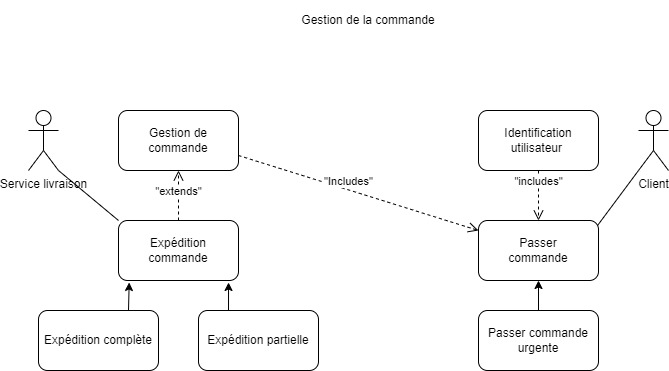 Gestion de la commande
Gestion de
commande
Identification
utilisateur
Service livraison
"extends"
"Includes"
"includes"
Client
Expédition
commande
Passer
commande
Expédition complète
Expédition partielle
Passer commande
urgente